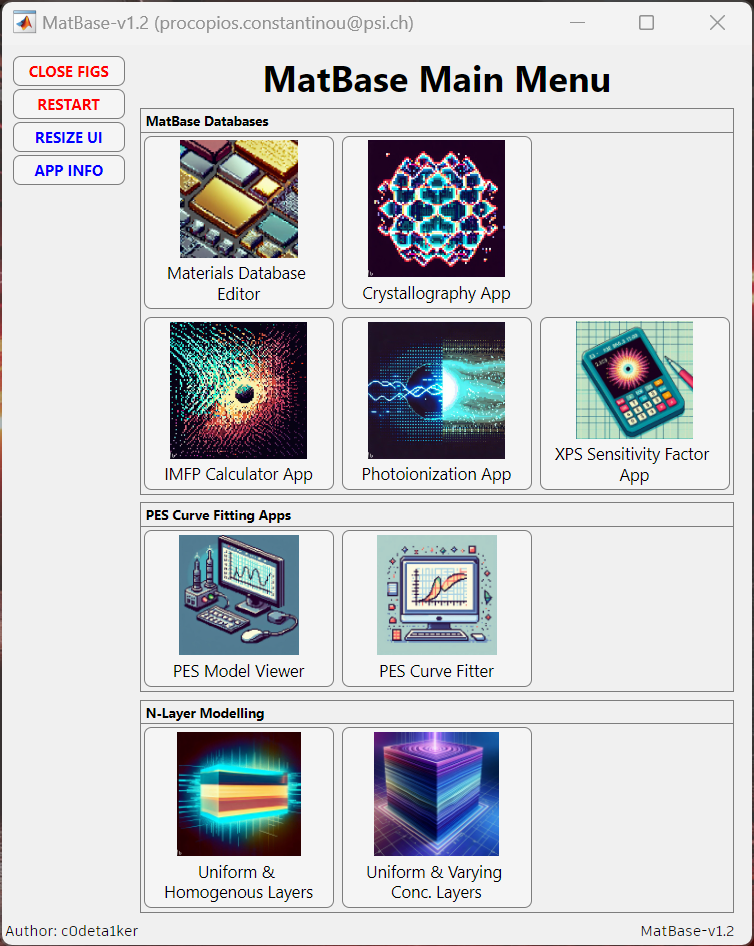 MatBase-v1.2 (procopios.constantinou@psi.ch)
CLOSE FIGS
RESTART
RESIZE UI
APP INFO
MatBase Main Menu
MatBase Databases
Materials Database
Editor
Crystallography App
IMFP Calculator App
Photoionization App
XPS Sensitivity Factor
App
PES Curve Fitting Apps
PES Model Viewer
PES Curve Fitter
N-Layer Modelling
Uniform &
Homogenous Layers
Uniform & Varying
Conc. Layers
Author: c0deta1ker
MatBase-v1.2